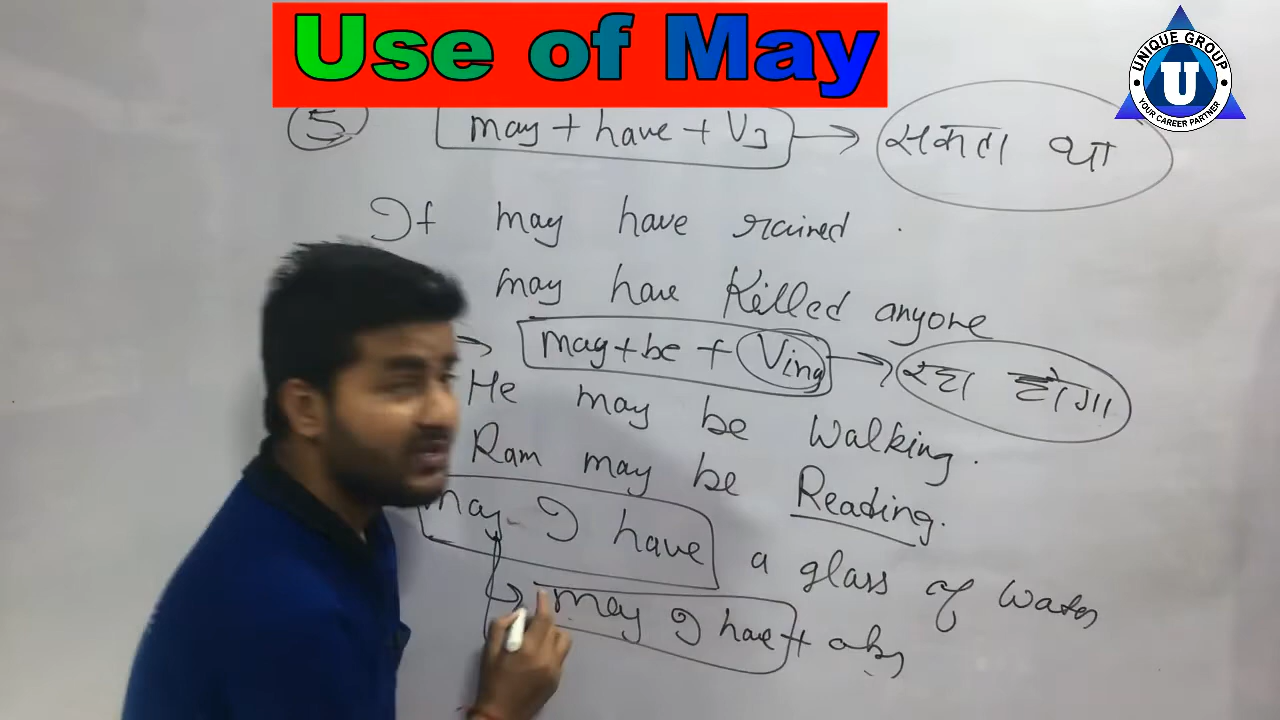 Use of May
UNIQUE GROUP
U
YOUR CAREER PARTNER
5 may + have + V3 → सकता था
It may have rained.
may have killed anyone
→ may + be + Ving → रहा होगा
He may be walking.
Ram may be Reading.
may I have a glass of water
may I have + obj